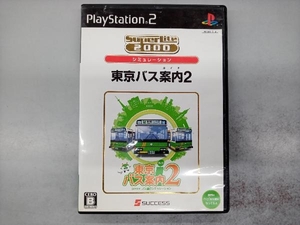 PlayStation 2
SuperLite
2000
シミュレーション
東京バス案内2
東京
バス案内2
B
SUCCESS